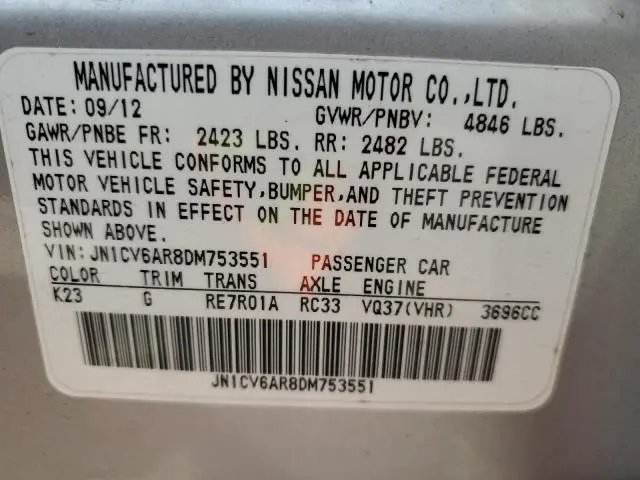 MANUFACTURED BY NISSAN MOTOR CO.,LTD.
DATE: 09/12 GVWR/PNBV: 4846 LBS.
GAWR/PNBE FR: 2423 LBS. RR: 2482 LBS.
THIS VEHICLE CONFORMS TO ALL APPLICABLE FEDERAL
MOTOR VEHICLE SAFETY,BUMPER,AND THEFT PREVENTION
STANDARDS IN EFFECT ON THE DATE OF MANUFACTURE
SHOWN ABOVE.
VIN: JN1CV6AR8DM753551 PASSENGER CAR
COLOR TRIM TRANS AXLE ENGINE
K23 G RE7R01A RC33 VQ37(VHR) 3696CC
JN1CV6AR8DM753551